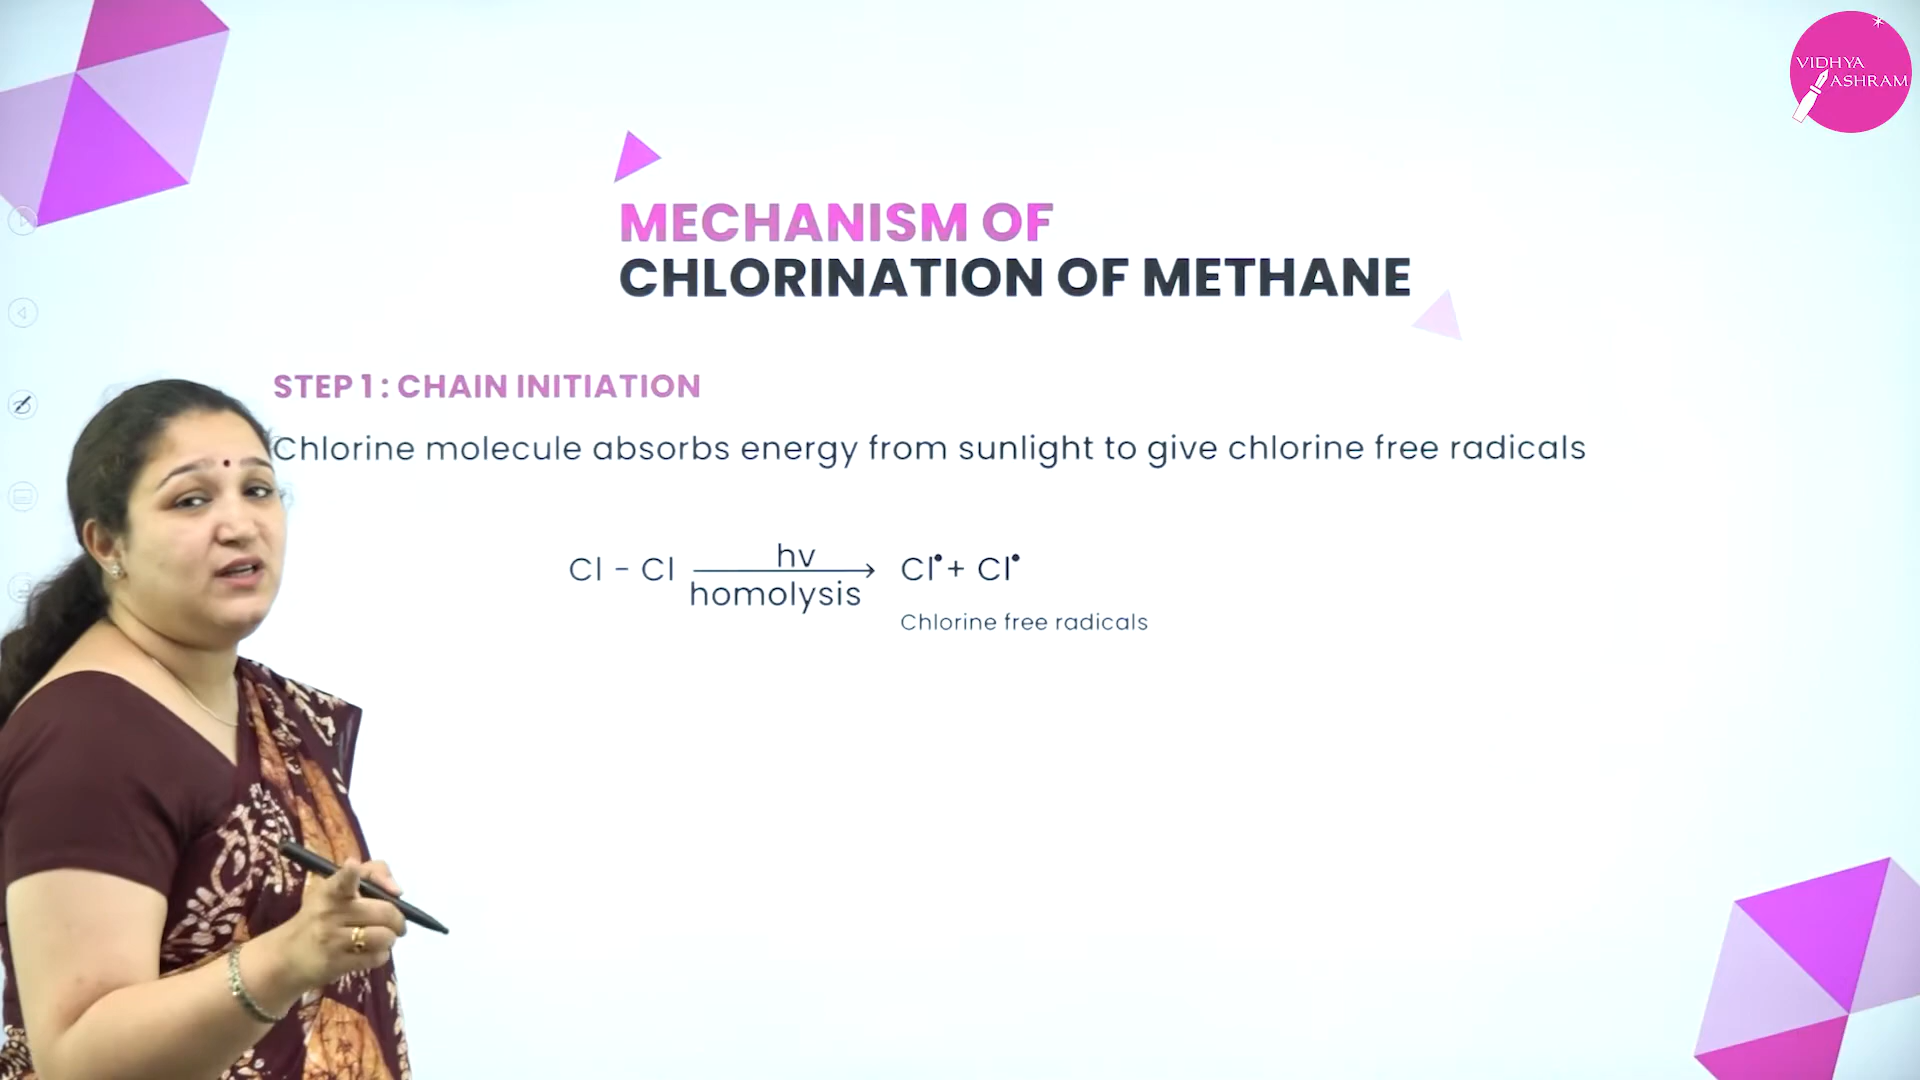 VIDHYA
ASHRAM
MECHANISM OF
CHLORINATION OF METHANE
STEP 1 : CHAIN INITIATION
Chlorine molecule absorbs energy from sunlight to give chlorine free radicals
Cl - Cl hv homolysis → Cl• + Cl•
Chlorine free radicals